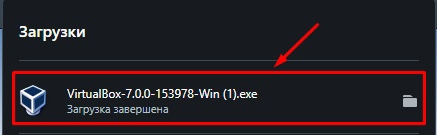 Загрузки
VirtualBox-7.0.0-153978-Win (1).exe
Загрузка завершена